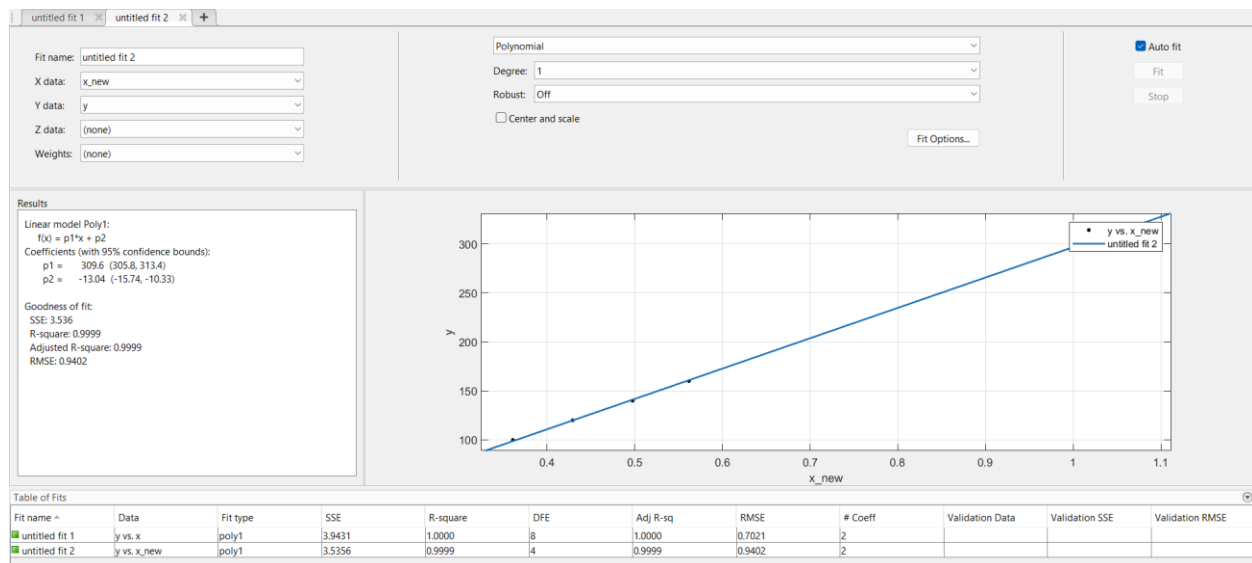 untitled fit 1
untitled fit 2
+
Fit name: untitled fit 2
X data: x_new
Y data: y
Z data: (none)
Weights: (none)
Polynomial
Degree: 1
Robust: Off
Center and scale
Fit Options...
Auto fit
Fit
Stop
Results
Linear model Poly1:
f(x) = p1*x + p2
Coefficients (with 95% confidence bounds):
p1 = 309.6 (305.8, 313.4)
p2 = -13.04 (-15.74, -10.33)
Goodness of fit:
SSE: 3.536
R-square: 0.9999
Adjusted R-square: 0.9999
RMSE: 0.9402
y vs. x_new
untitled fit 2
300
250
200
150
100
y
0.4 0.5 0.6 0.7 0.8 0.9 1 1.1
x_new
Table of Fits
Fit name Data Fit type SSE R-square DFE Adj R-sq RMSE # Coeff Validation Data Validation SSE Validation RMSE
untitled fit 1 y vs. x poly1 3.9431 1.0000 8 1.0000 0.7021 2
untitled fit 2 y vs. x_new poly1 3.5356 0.9999 4 0.9999 0.9402 2